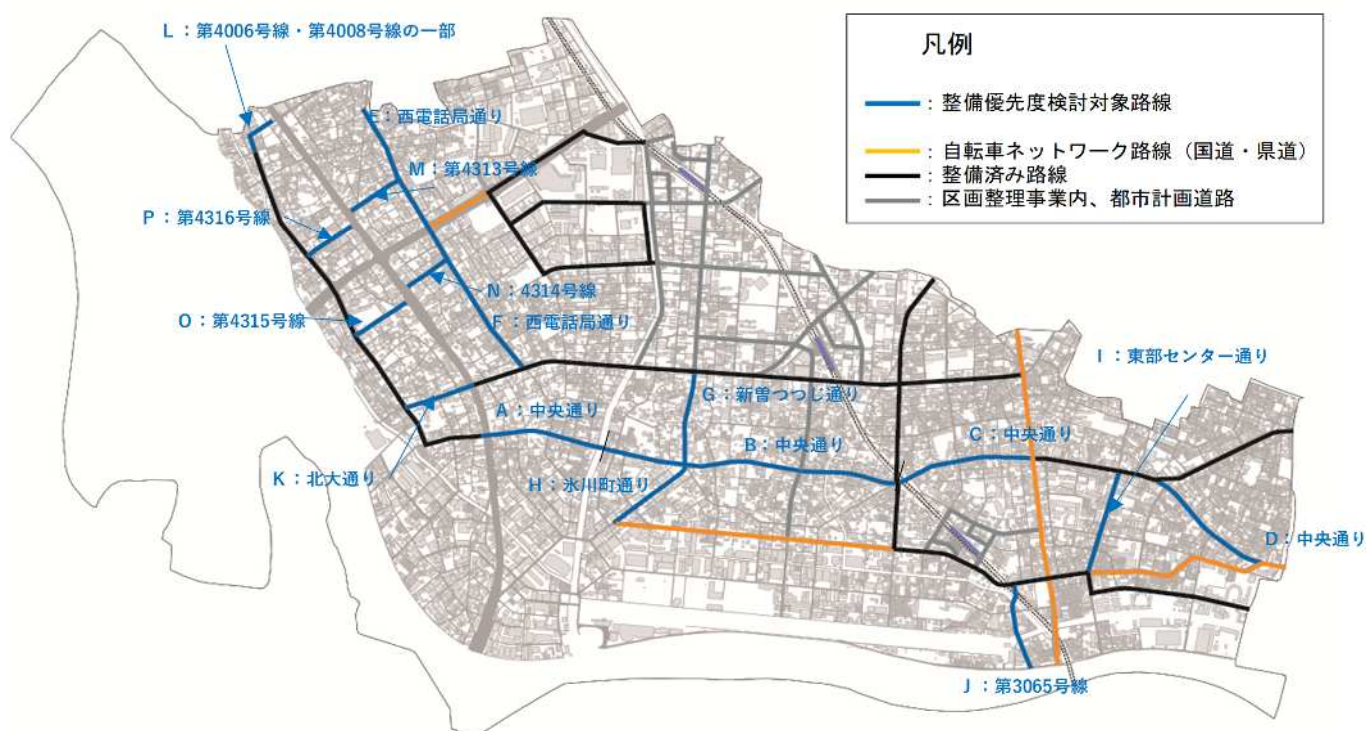 L：第4006号線・第4008号線の一部
凡例
：整備優先度検討対象路線
：自転車ネットワーク路線（国道・県道）
：整備済み路線
：区画整理事業内、都市計画道路
E：西電話局通り
M：第4313号線
P：第4316号線
N：4314号線
O：第4315号線
F：西電話局通り
I：東部センター通り
G：新曽つつじ通り
A：中央通り
B：中央通り
C：中央通り
K：北大通り
H：氷川町通り
D：中央通り
J：第3065号線